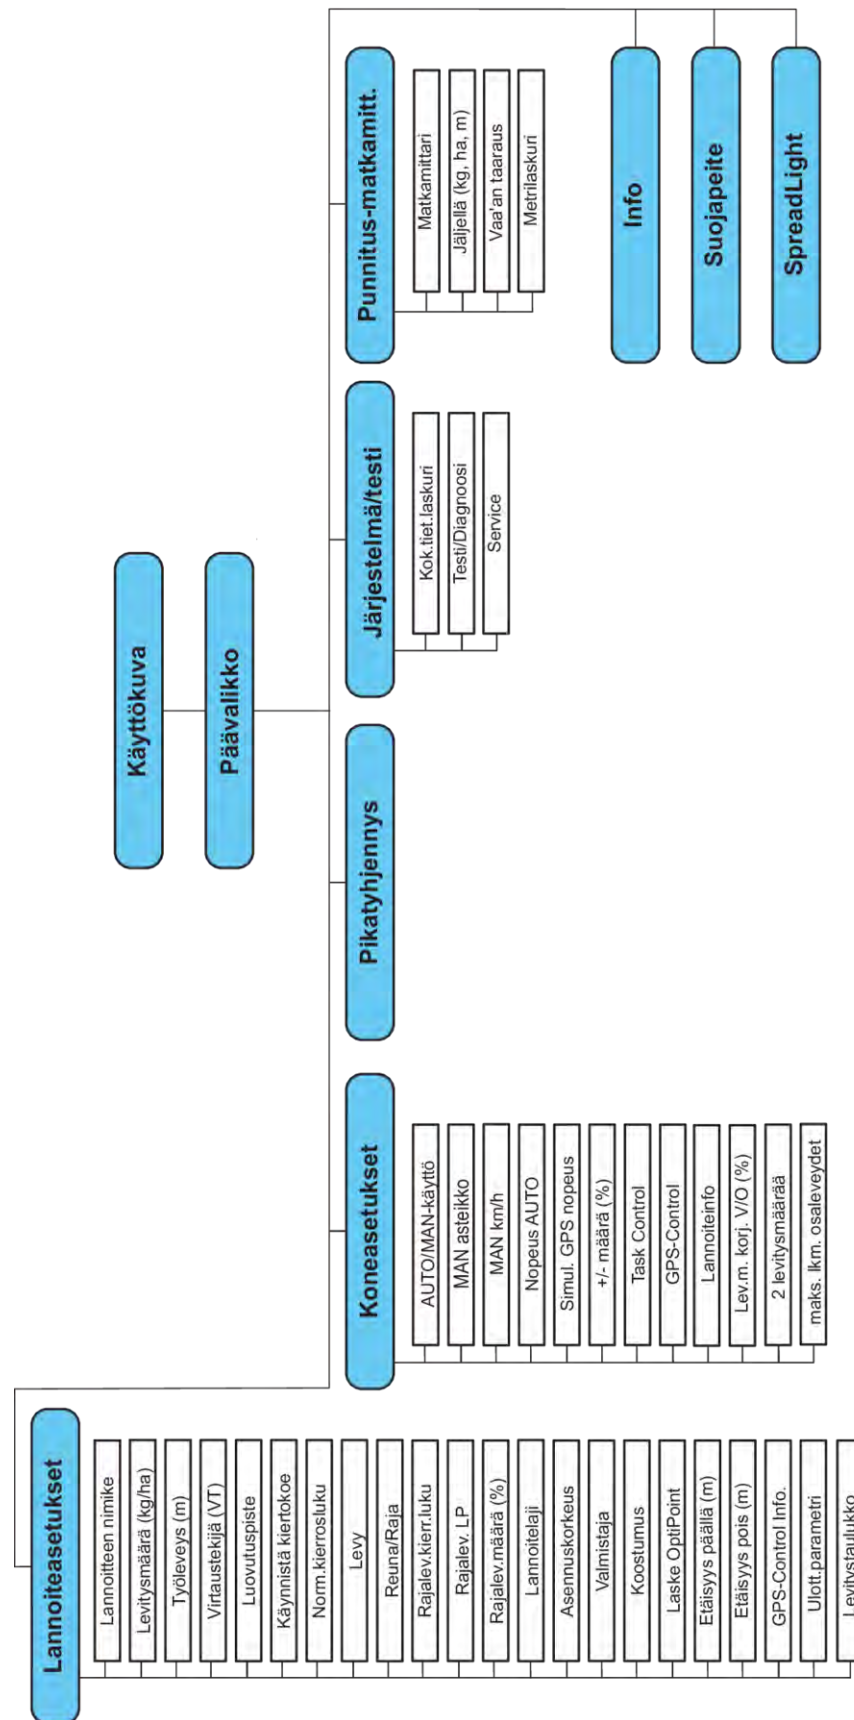 Käyttökuva
Päävalikko
Lannoiteasetukset
Lannoitteen nimike
Levitysmäärä (kg/ha)
Työleveys (m)
Virtaustekijä (VT)
Luovutuspiste
Käynnistä kiertokoe
Norm.kierrosluku
Levy
Reuna/Raja
Rajalev.kierr.luku
Rajalev. LP
Rajalev.määrä (%)
Lannoitelaji
Asennuskorkeus
Valmistaja
Koostumus
Laske OptiPoint
Etäisyys päällä (m)
Etäisyys pois (m)
GPS-Control Info.
Ulott.parametri
Levitystaulukko
Koneasetukset
AUTO/MAN-käyttö
MAN asteikko
MAN km/h
Nopeus AUTO
Simul. GPS nopeus
+/- määrä (%)
Task Control
GPS-Control
Lannoiteinfo
Lev.m. korj. V/O (%)
2 levitysmäärää
maks. lkm. osaleveydet
Pikatyhjennys
Järjestelmä/testi
Kok.tiet.laskuri
Testi/Diagnoosi
Service
Punnitus-matkamitt.
Matkamittari
Jäljellä (kg, ha, m)
Vaa'an taaraus
Metrilaskuri
Info
Suojapeite
SpreadLight